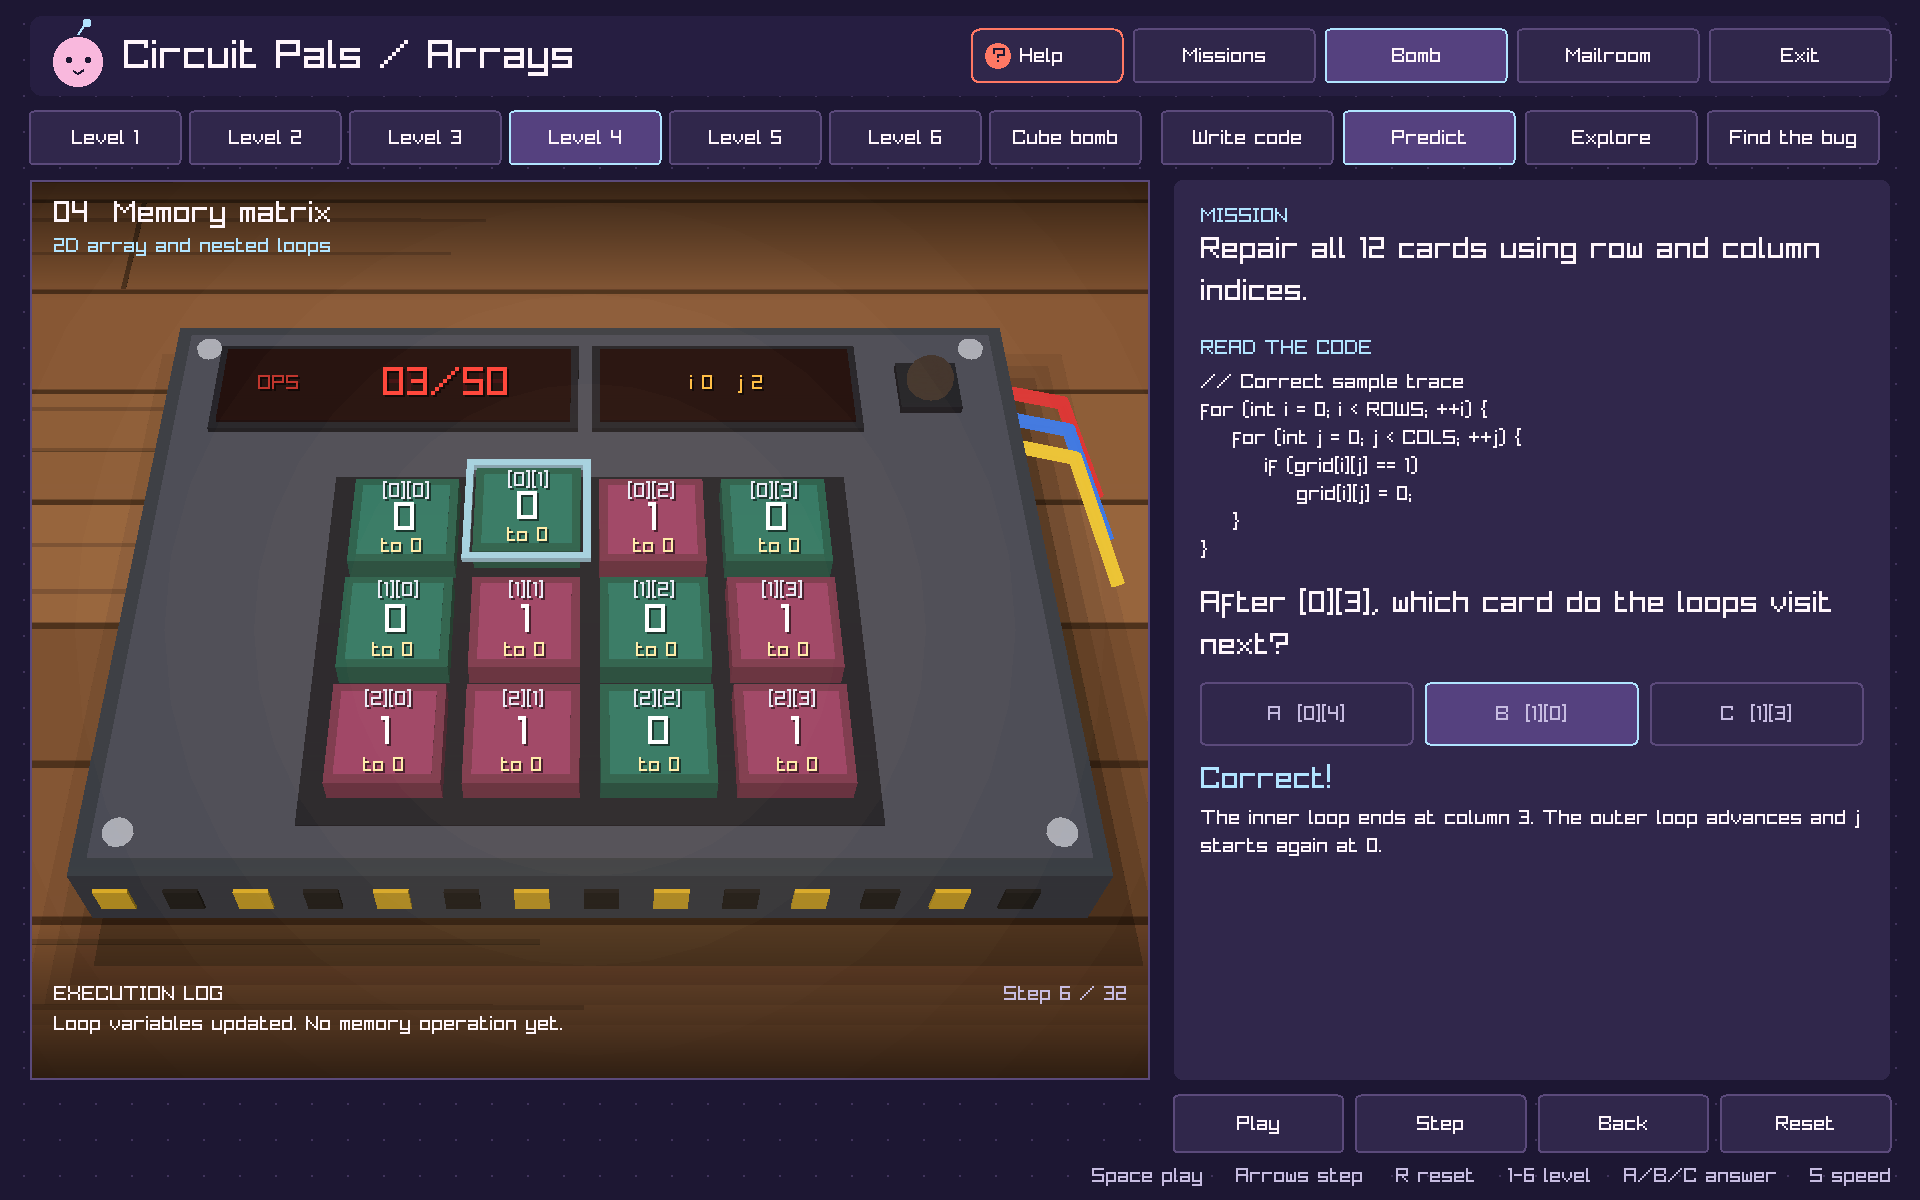 Circuit Pals / Arrays
? Help
Missions
Bomb
Mailroom
Exit
Level 1
Level 2
Level 3
Level 4
Level 5
Level 6
Cube bomb
Write code
Predict
Explore
Find the bug
04 Memory matrix
2D array and nested loops
OPS 03/50
i 0 j 2
[0][0]
0
to 0
[0][1]
0
to 0
[0][2]
1
to 0
[0][3]
0
to 0
[1][0]
0
to 0
[1][1]
1
to 0
[1][2]
0
to 0
[1][3]
1
to 0
[2][0]
1
to 0
[2][1]
1
to 0
[2][2]
0
to 0
[2][3]
1
to 0
EXECUTION LOG
Step 6 / 32
Loop variables updated. No memory operation yet.
MISSION
Repair all 12 cards using row and column
indices.
READ THE CODE
// Correct sample trace
for (int i = 0; i < ROWS; ++i) {
for (int j = 0; j < COLS; ++j) {
if (grid[i][j] == 1)
grid[i][j] = 0;
}
}
After [0][3], which card do the loops visit
next?
A [0][4]
B [1][0]
C [1][3]
Correct!
The inner loop ends at column 3. The outer loop advances and j
starts again at 0.
Play
Step
Back
Reset
Space play Arrows step R reset 1-6 level A/B/C answer S speed